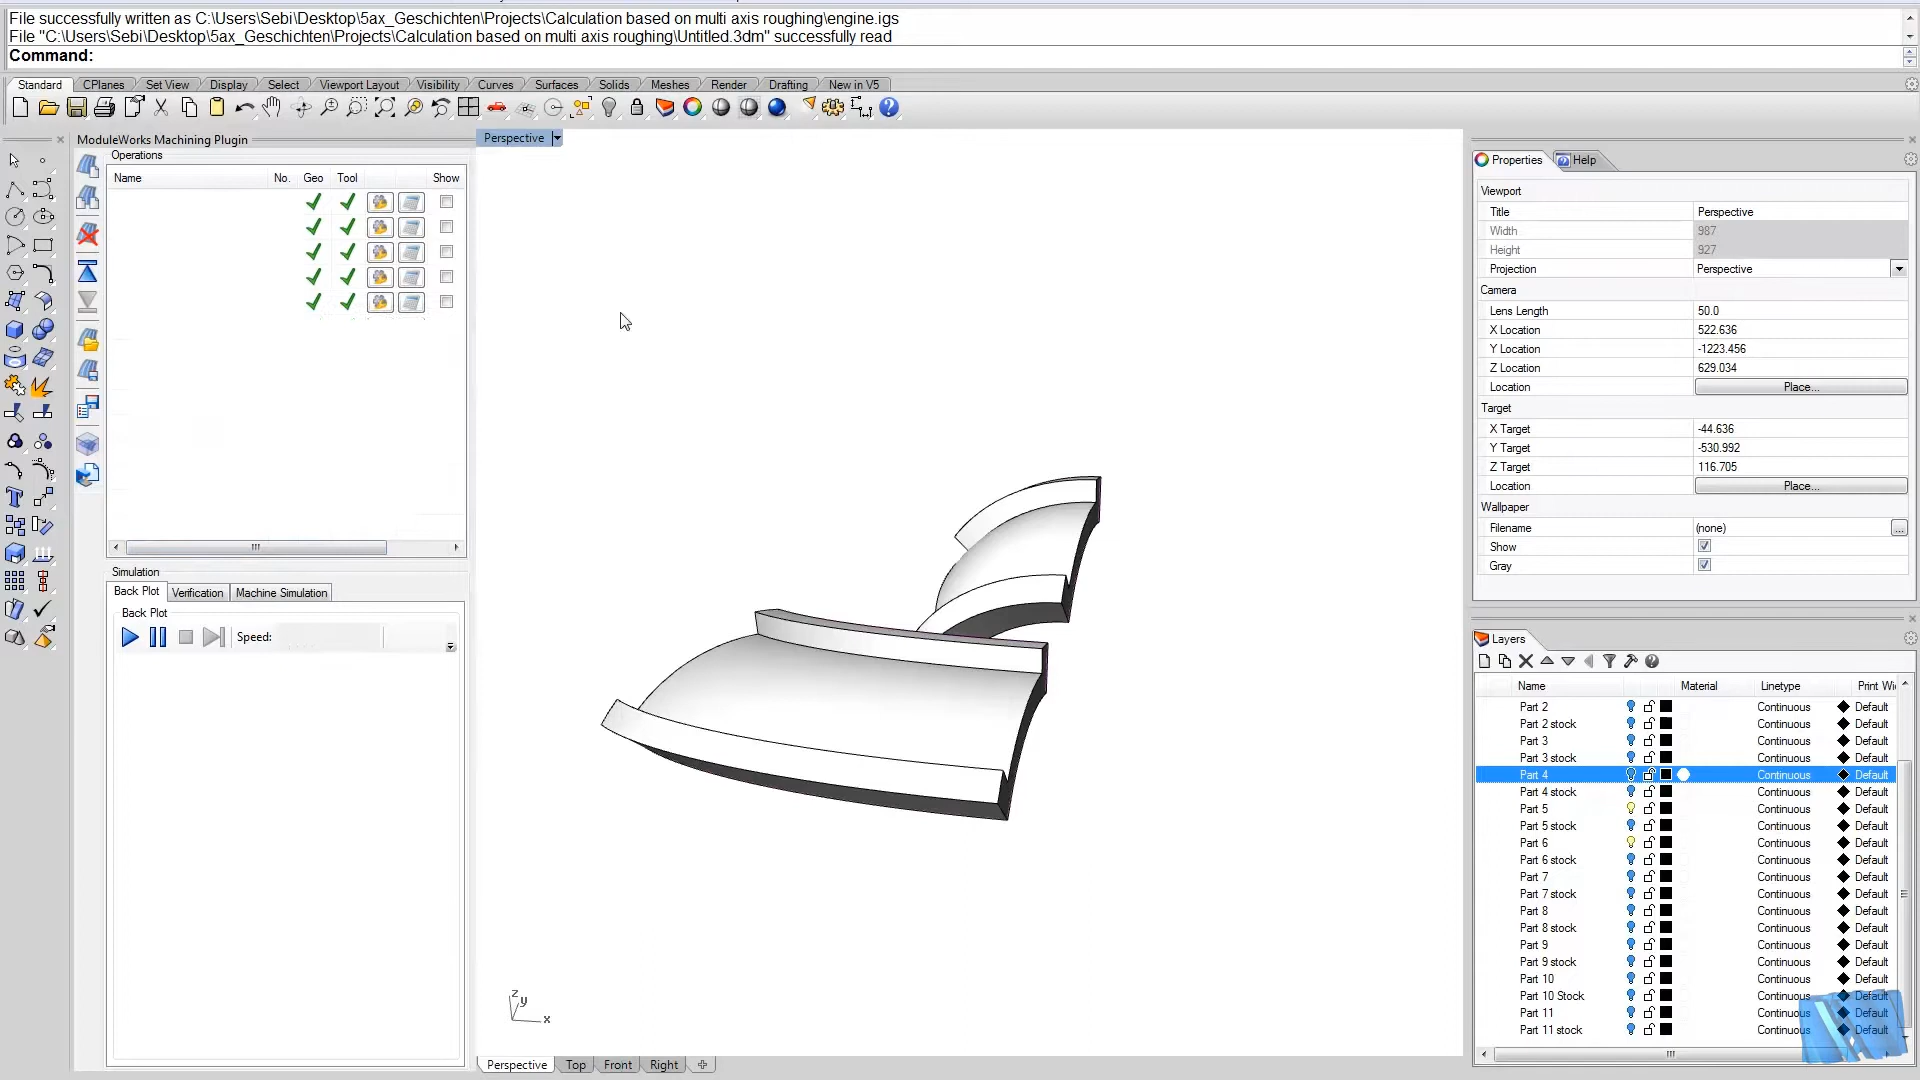 File successfully written as C:\Users\Sebi\Desktop\5ax_Geschichten\Projects\Calculation based on multi axis roughing\engine.igs
File "C:\Users\Sebi\Desktop\5ax_Geschichten\Projects\Calculation based on multi axis roughing\Untitled.3dm" successfully read
Command:
Standard CPlanes Set View Display Select Viewport Layout Visibility Curves Surfaces Solids Meshes Render Drafting New in V5
ModuleWorks Machining Plugin
Operations
Name No. Geo Tool Show
Simulation
Back Plot Verification Machine Simulation
Back Plot
Speed:
Perspective
z
y
x
Perspective Top Front Right
Properties Help
Viewport
Title Perspective
Width 987
Height 927
Projection Perspective
Camera
Lens Length 50.0
X Location 522.636
Y Location -1223.456
Z Location 629.034
Location Place...
Target
X Target -44.636
Y Target -530.992
Z Target 116.705
Location Place...
Wallpaper
Filename (none) ...
Show
Gray
Layers
Name Material Linetype Print Wi
Part 2 Continuous Default
Part 2 stock Continuous Default
Part 3 Continuous Default
Part 3 stock Continuous Default
Part 4 Continuous Default
Part 4 stock Continuous Default
Part 5 Continuous Default
Part 5 stock Continuous Default
Part 6 Continuous Default
Part 6 stock Continuous Default
Part 7 Continuous Default
Part 7 stock Continuous Default
Part 8 Continuous Default
Part 8 stock Continuous Default
Part 9 Continuous Default
Part 9 stock Continuous Default
Part 10 Continuous Default
Part 10 Stock Continuous Default
Part 11 Continuous Default
Part 11 stock Continuous Default